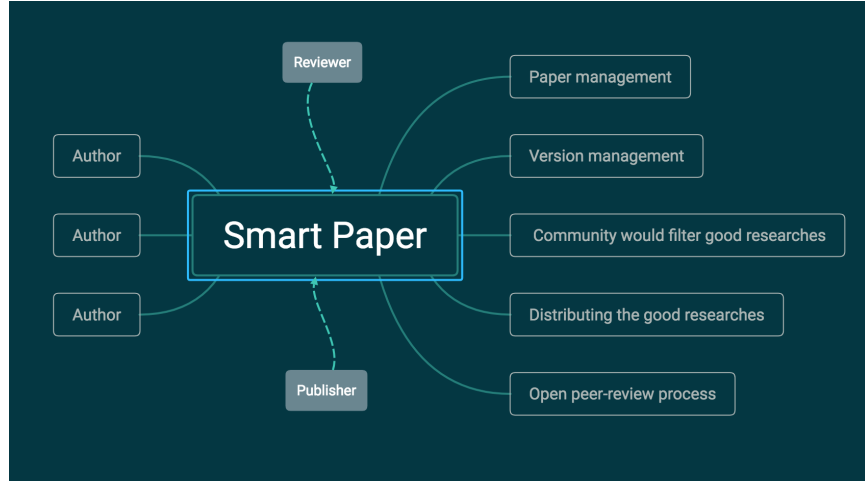 Reviewer
Paper management
Author
Version management
Smart Paper
Author
Community would filter good researches
Author
Distributing the good researches
Publisher
Open peer-review process